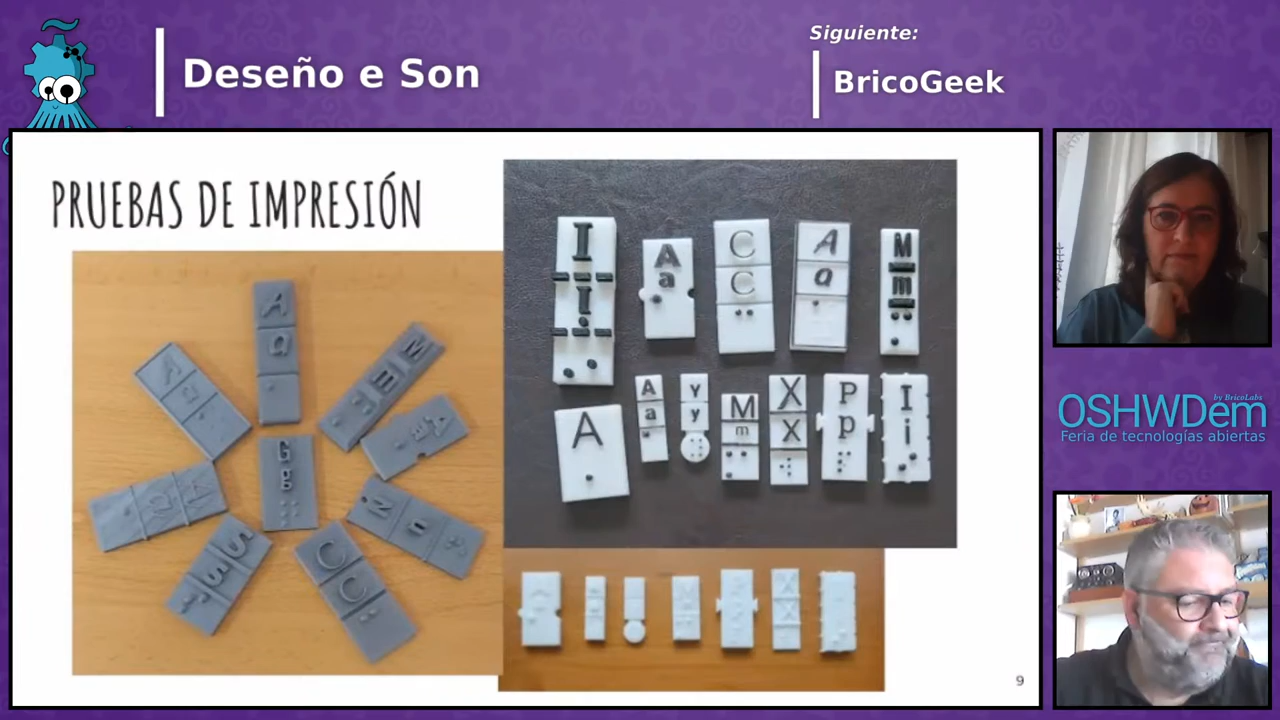 Deseño e Son
Siguiente:
BricoGeek
PRUEBAS DE IMPRESIÓN
A
a
M
m
A
a
G
g
S
s
C
C
I
i
A
a
C
C
A
a
M
m
A
A
a
Y
y
M
m
X
X
P
p
I
i
by BricoLabs
OSHWDem
Feria de tecnologías abiertas
9